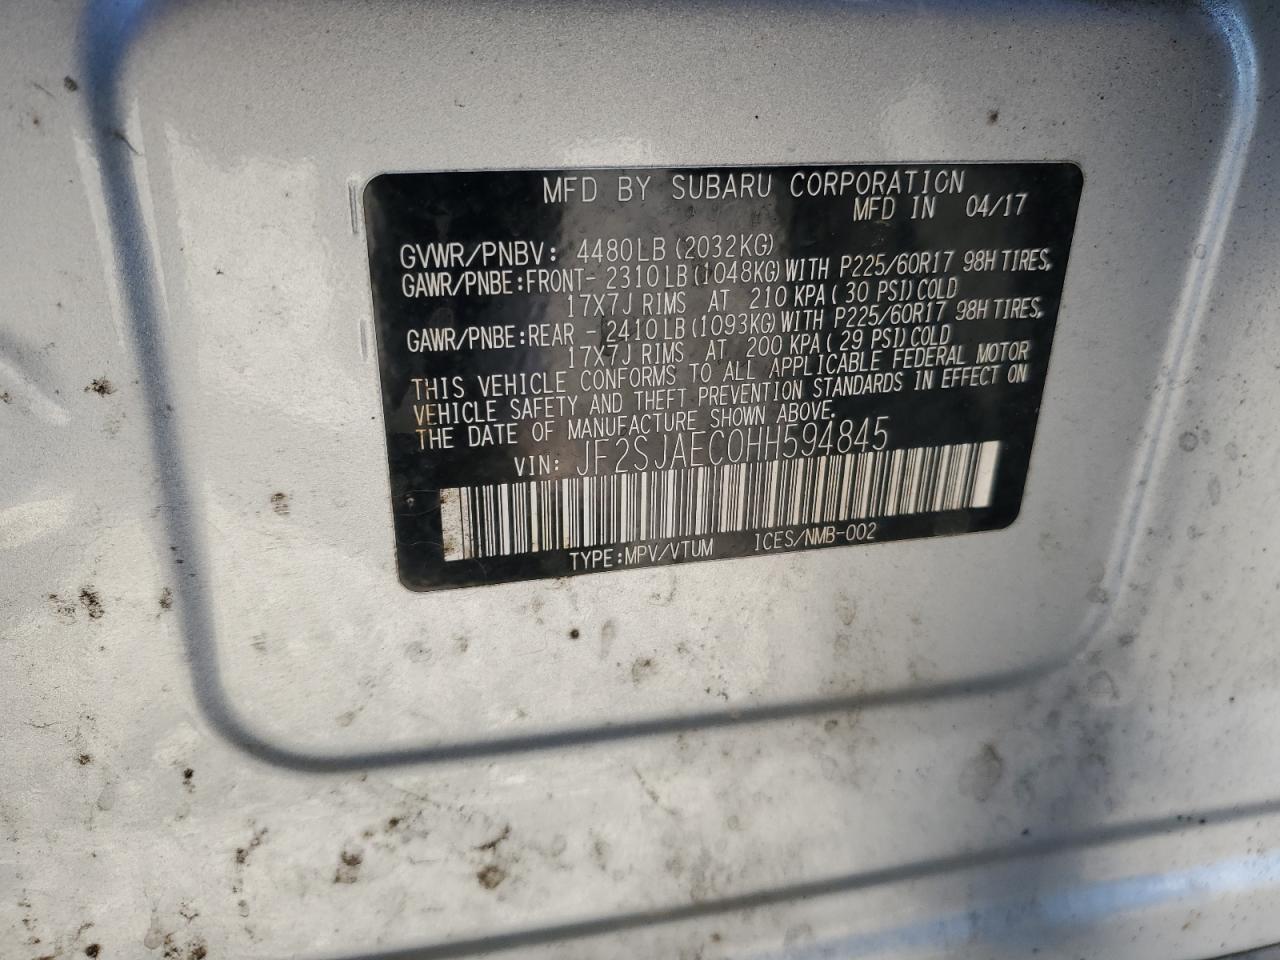 MFD BY SUBARU CORPORATION
MFD IN 04/17
GVWR/PNBV: 4480LB (2032KG)
GAWR/PNBE: FRONT- 2310LB (1048KG) WITH P225/60R17 98H TIRES,
17X7J RIMS AT 210 KPA (30 PSI) COLD
GAWR/PNBE: REAR - 2410LB (1093KG) WITH P225/60R17 98H TIRES,
17X7J RIMS AT 200 KPA (29 PSI) COLD
THIS VEHICLE CONFORMS TO ALL APPLICABLE FEDERAL MOTOR
VEHICLE SAFETY AND THEFT PREVENTION STANDARDS IN EFFECT ON
THE DATE OF MANUFACTURE SHOWN ABOVE.
VIN: JF2SJAEC0HH594845
TYPE: MPV/VTUM ICES/NMB-002